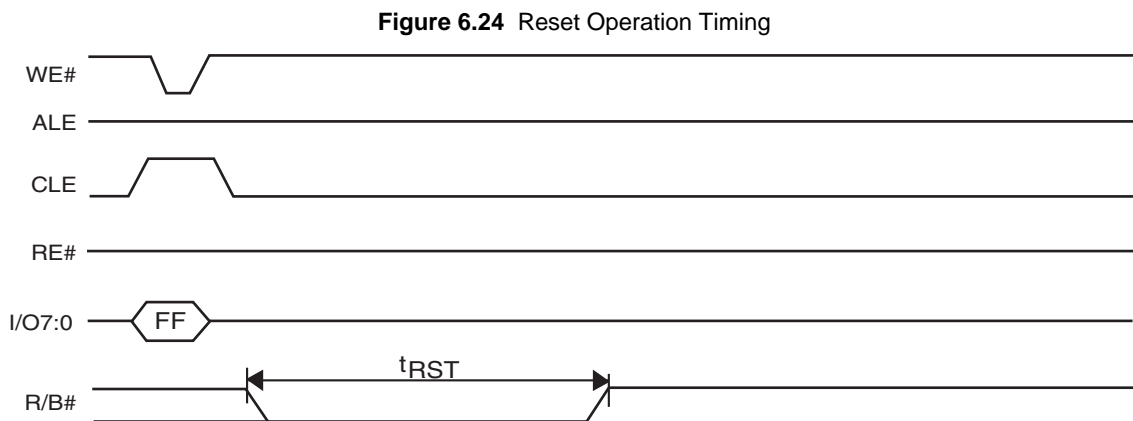 Figure 6.24 Reset Operation Timing
WE#
ALE
CLE
RE#
I/O7:0
FF
tRST
R/B#